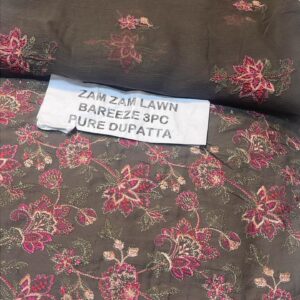 ZAM ZAM LAWN
BAREEZE 3PC
PURE DUPATTA